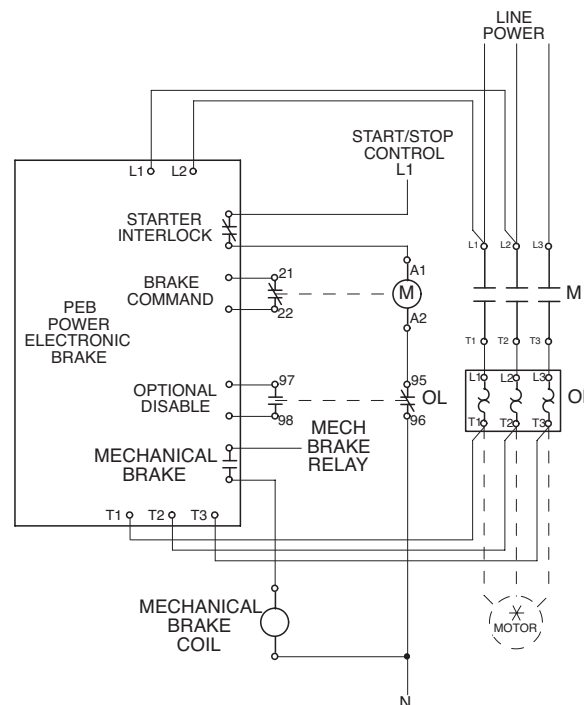 LINE
POWER
START/STOP
CONTROL
L1
L1 L2
STARTER
INTERLOCK
L1 L2 L3
A1
21
BRAKE
COMMAND
M
M
22
A2
PEB
POWER
ELECTRONIC
BRAKE
T1 T2 T3
97
95
L1 L2 L3
OPTIONAL
DISABLE
OL
OL
98
96
T1 T2 T3
MECH
BRAKE
RELAY
MECHANICAL
BRAKE
T1 T2 T3
MECHANICAL
BRAKE
COIL
MOTOR
N